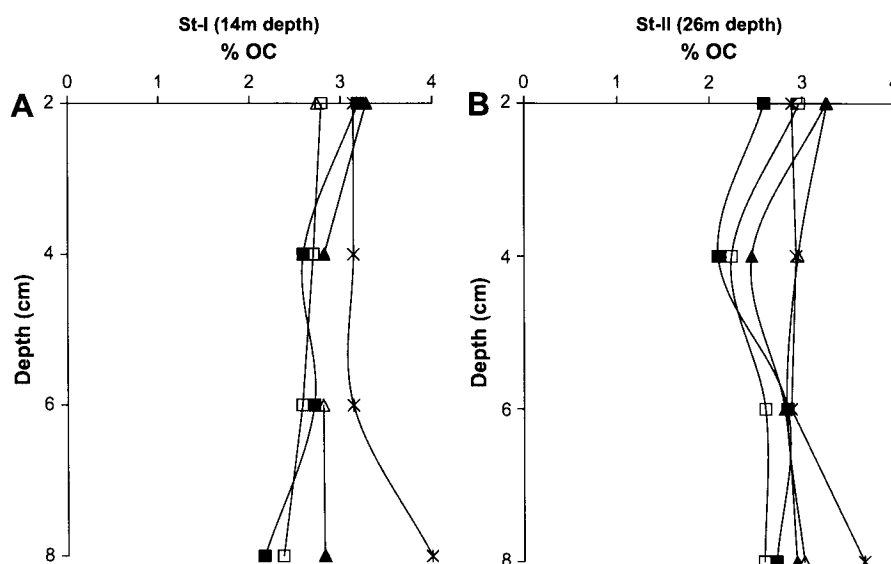 St-I (14m depth)
% OC
0 1 2 3 4
A
2
4
6
8
Depth (cm)
St-II (26m depth)
% OC
0 1 2 3 4
B
2
4
6
8
Depth (cm)